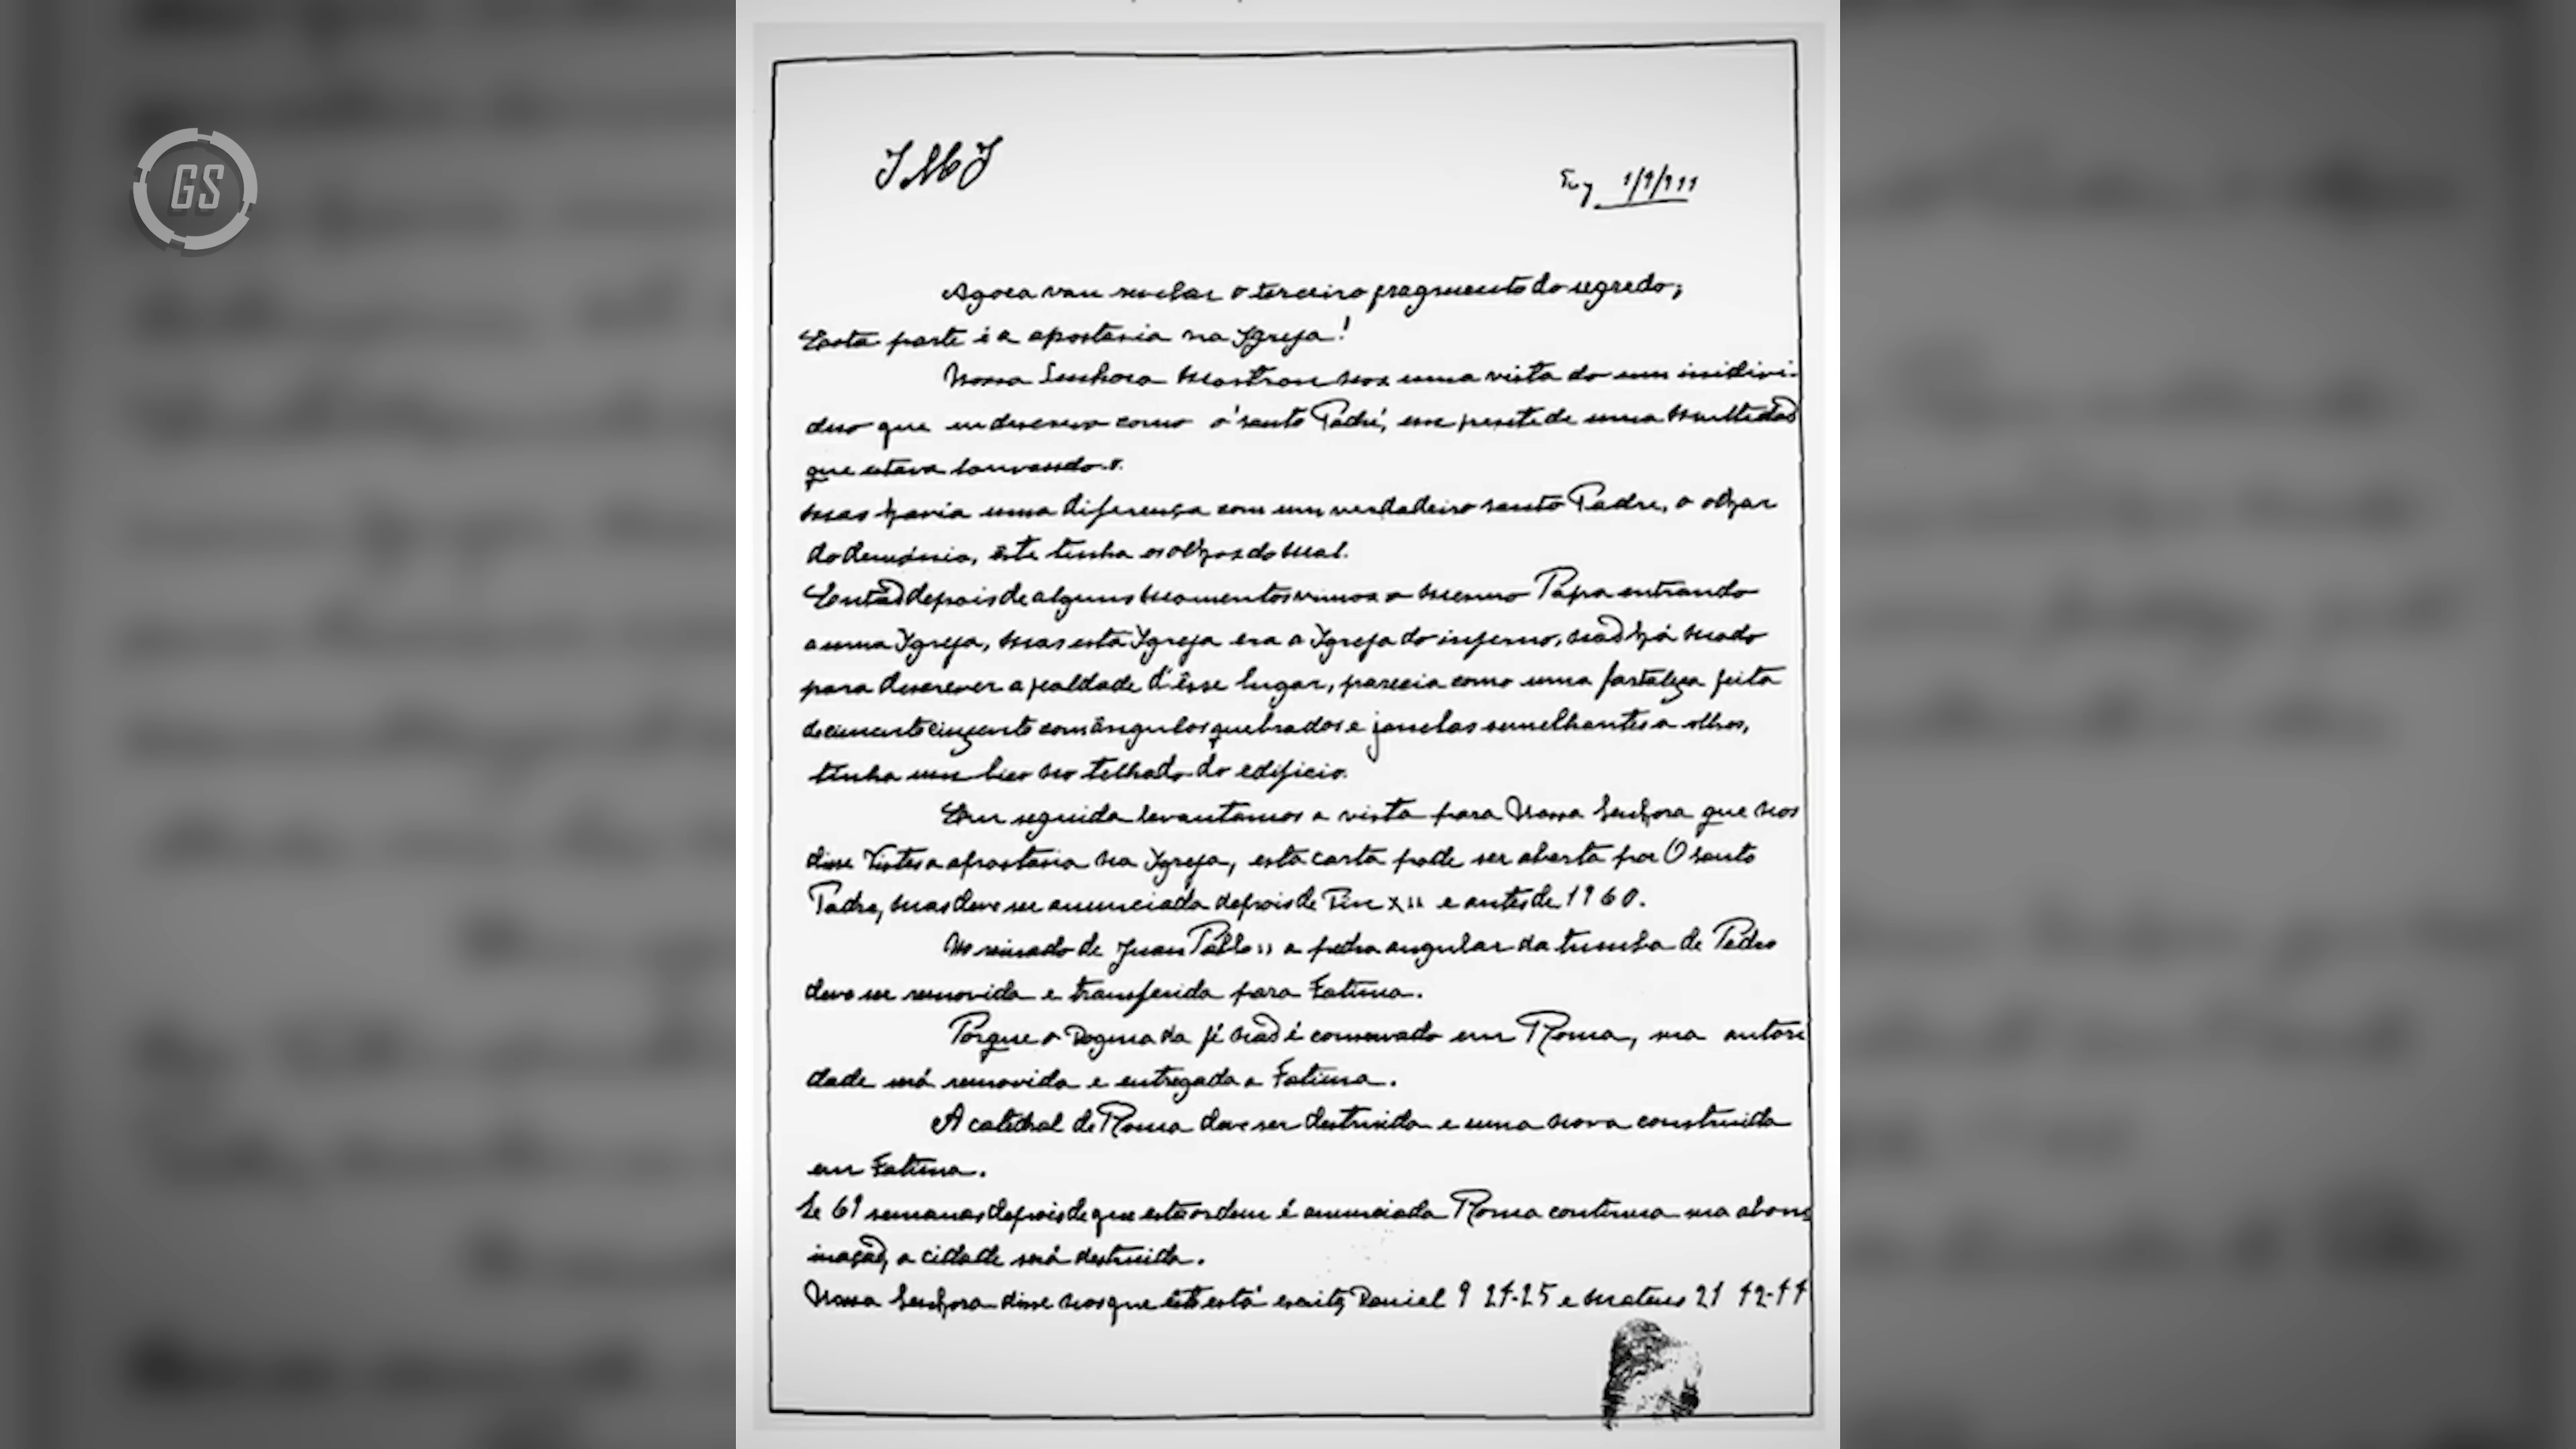 GS
JMJ
Tuy 1/9/1944
Agora vou revelar o terceiro fragmento do segredo;
Esta parte é a apostasia na Igreja!
Nossa Senhora mostrou nos uma vista do um individi-
duo que eu descrevo como o 'santo Padre', em frente de uma multidão
que estava louvando-o.
mas havia uma diferença com um verdadeiro santo Padre, o olhar
do demónio, êste tinha os olhos do mal.
Então depois de alguns momentos vimos o mesmo Papa entrando
a uma Igreja, mas esta Igreja era a Igreja do inferno, não há modo
para descrever a fealdade d'êsse lugar, parecia como uma fortaleza feita
de cimento cinzento com ângulos quebrados e janelas semelhantes a olhos,
tinha um bico no telhado do edificio.
Em seguida levantamos a vista para Nossa Senhora que nos
disse Vistes a apostasia na Igreja, esta carta pode ser aberta por O santo
Padre, mas deve ser anunciada depois de Pio XII e antes de 1960.
No reinado de Juan Pablo II a pedra angular da tumba de Pedro
deve ser removida e transferida para Fatima.
Porque o Dogma da fé não é conservado em Roma, sua autori
dade será removida e entregada a Fatima.
A catedral de Roma deve ser destruida e uma nova construida
em Fatima.
Se 69 semanas depois de que esta ordem é anunciada Roma continua sua abom
inação, a cidade será destruida.
Nossa Senhora disse nos que êste está escrito, Daniel 9 24-25 e Mateus 21 42-44